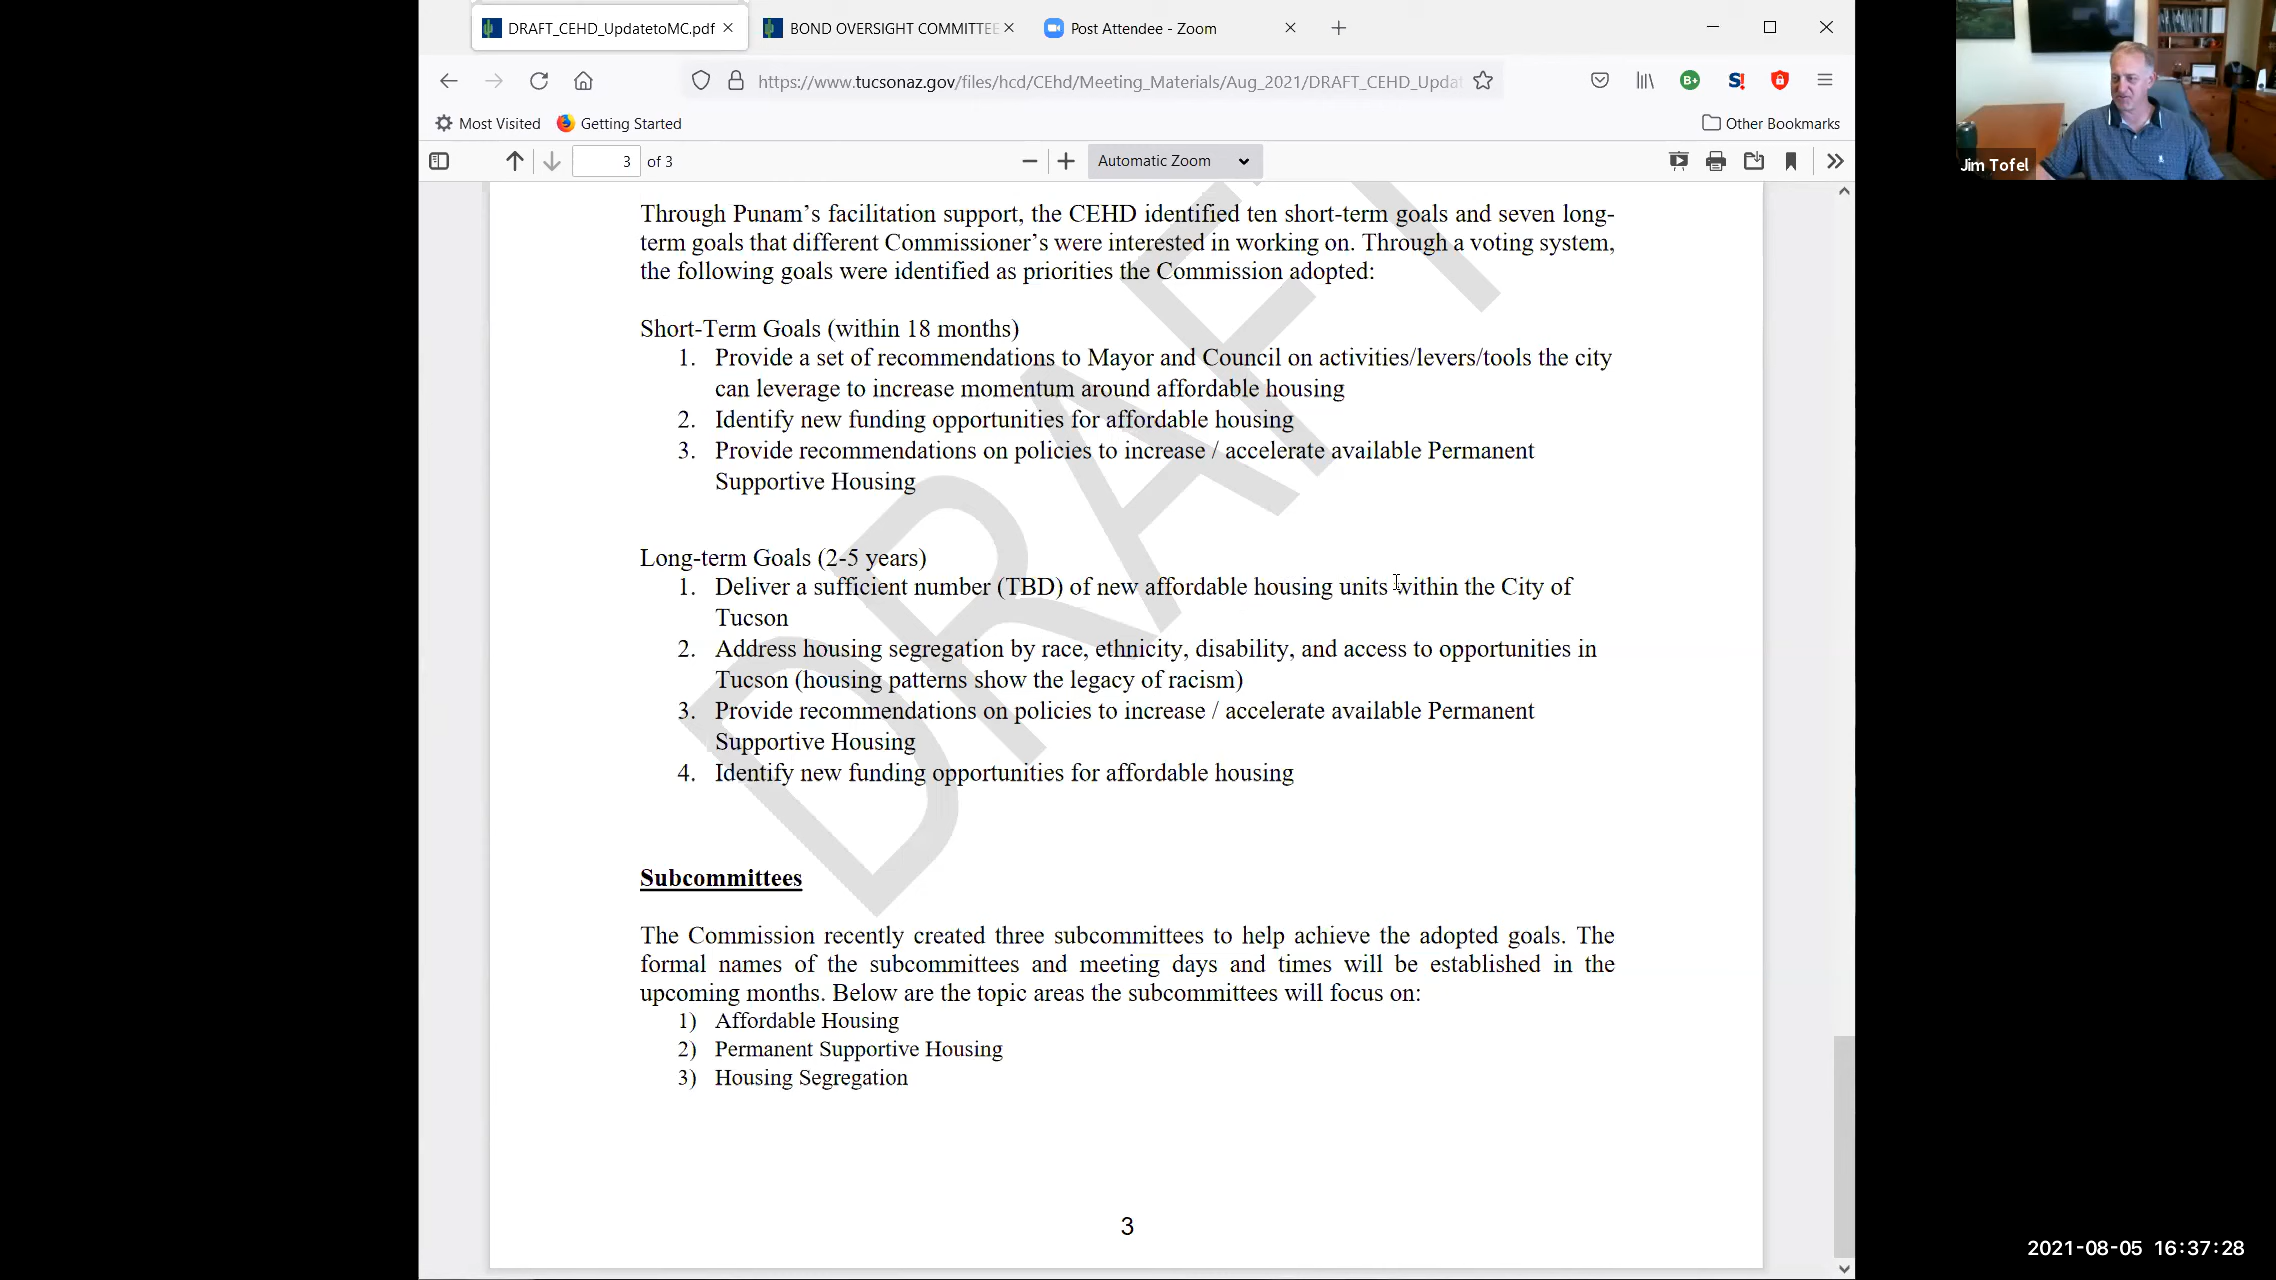 DRAFT_CEHD_UpdatetoMC.pdf
BOND OVERSIGHT COMMITTEE
Post Attendee - Zoom
https://www.tucsonaz.gov/files/hcd/CEhd/Meeting_Materials/Aug_2021/DRAFT_CEHD_Updat
Most Visited
Getting Started
Other Bookmarks
3 of 3
Automatic Zoom
Jim Tofel
DRAFT
Through Punam's facilitation support, the CEHD identified ten short-term goals and seven long-
term goals that different Commissioner's were interested in working on. Through a voting system,
the following goals were identified as priorities the Commission adopted:
Short-Term Goals (within 18 months)
1. Provide a set of recommendations to Mayor and Council on activities/levers/tools the city
can leverage to increase momentum around affordable housing
2. Identify new funding opportunities for affordable housing
3. Provide recommendations on policies to increase / accelerate available Permanent
Supportive Housing
Long-term Goals (2-5 years)
1. Deliver a sufficient number (TBD) of new affordable housing units within the City of
Tucson
2. Address housing segregation by race, ethnicity, disability, and access to opportunities in
Tucson (housing patterns show the legacy of racism)
3. Provide recommendations on policies to increase / accelerate available Permanent
Supportive Housing
4. Identify new funding opportunities for affordable housing
Subcommittees
The Commission recently created three subcommittees to help achieve the adopted goals. The
formal names of the subcommittees and meeting days and times will be established in the
upcoming months. Below are the topic areas the subcommittees will focus on:
1) Affordable Housing
2) Permanent Supportive Housing
3) Housing Segregation
3
2021-08-05 16:37:28